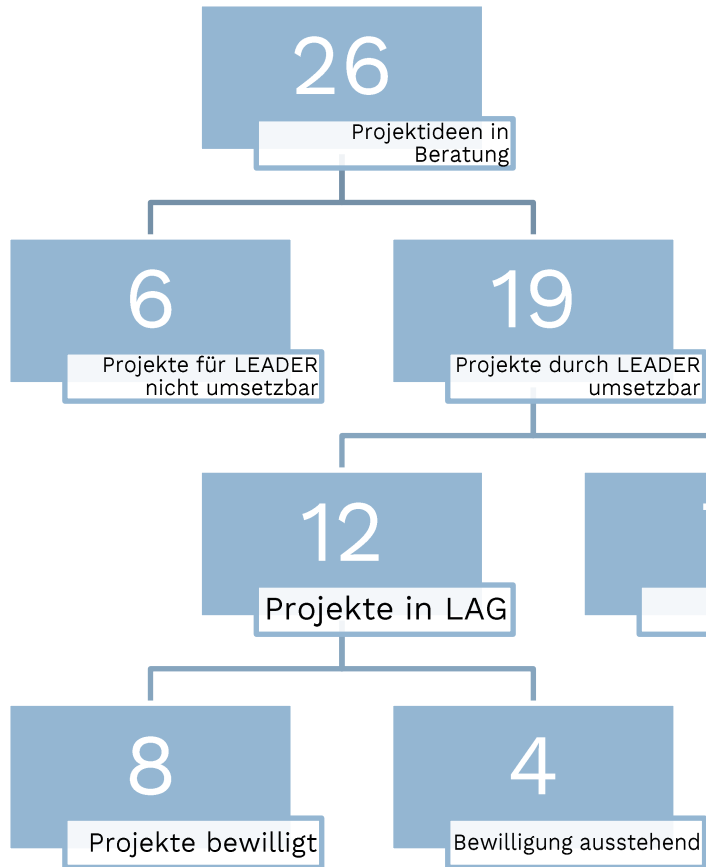 26
Projektideen in
Beratung
6
Projekte für LEADER
nicht umsetzbar
19
Projekte durch LEADER
umsetzbar
12
Projekte in LAG
8
Projekte bewilligt
4
Bewilligung ausstehend